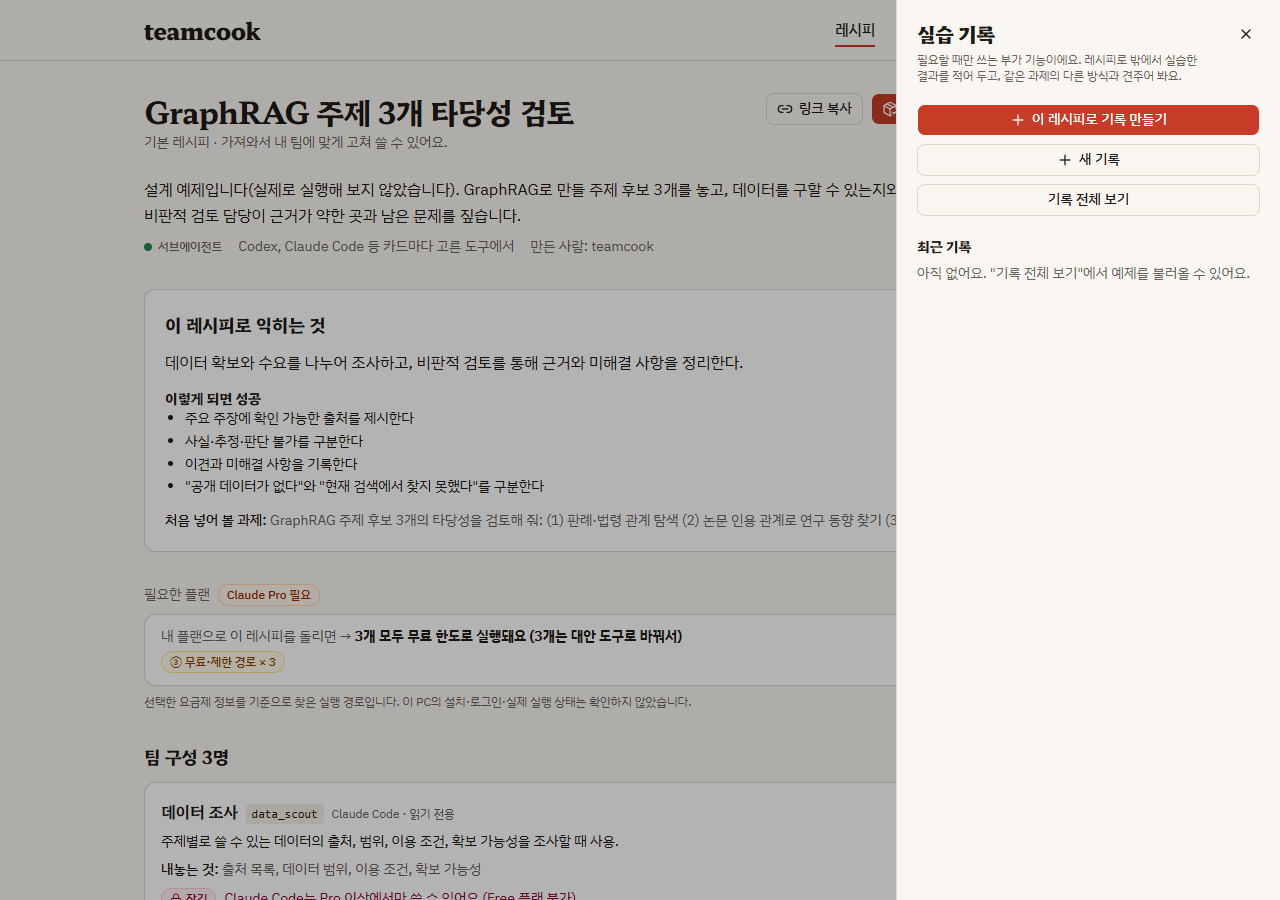 teamcook
레시피
GraphRAG 주제 3개 타당성 검토
링크 복사
기본 레시피 · 가져와서 내 팀에 맞게 고쳐 쓸 수 있어요.
설계 예제입니다(실제로 실행해 보지 않았습니다). GraphRAG로 만들 주제 후보 3개를 놓고, 데이터를 구할 수 있는지와
비판적 검토 담당이 근거가 약한 곳과 남은 문제를 짚습니다.
서브에이전트 Codex, Claude Code 등 카드마다 고른 도구에서 만든 사람: teamcook
이 레시피로 익히는 것
데이터 확보와 수요를 나누어 조사하고, 비판적 검토를 통해 근거와 미해결 사항을 정리한다.
이렇게 되면 성공
• 주요 주장에 확인 가능한 출처를 제시한다
• 사실·추정·판단 불가를 구분한다
• 이견과 미해결 사항을 기록한다
• "공개 데이터가 없다"와 "현재 검색에서 찾지 못했다"를 구분한다
처음 넣어 볼 과제: GraphRAG 주제 후보 3개의 타당성을 검토해 줘: (1) 판례·법령 관계 탐색 (2) 논문 인용 관계로 연구 동향 찾기 (3
필요한 플랜 Claude Pro 필요
내 플랜으로 이 레시피를 돌리면 → 3개 모두 무료 한도로 실행돼요 (3개는 대안 도구로 바꿔서)
③ 무료·제한 경로 × 3
선택한 요금제 정보를 기준으로 찾은 실행 경로입니다. 이 PC의 설치·로그인·실제 실행 상태는 확인하지 않았습니다.
팀 구성 3명
데이터 조사 data_scout Claude Code · 읽기 전용
주제별로 쓸 수 있는 데이터의 출처, 범위, 이용 조건, 확보 가능성을 조사할 때 사용.
내놓는 것: 출처 목록, 데이터 범위, 이용 조건, 확보 가능성
잠김 Claude Code는 Pro 이상에서만 쓸 수 있어요 (Free 플랜 불가)
실습 기록
필요할 때만 쓰는 부가 기능이에요. 레시피로 밖에서 실습한
결과를 적어 두고, 같은 과제의 다른 방식과 견주어 봐요.
+ 이 레시피로 기록 만들기
+ 새 기록
기록 전체 보기
최근 기록
아직 없어요. "기록 전체 보기"에서 예제를 불러올 수 있어요.